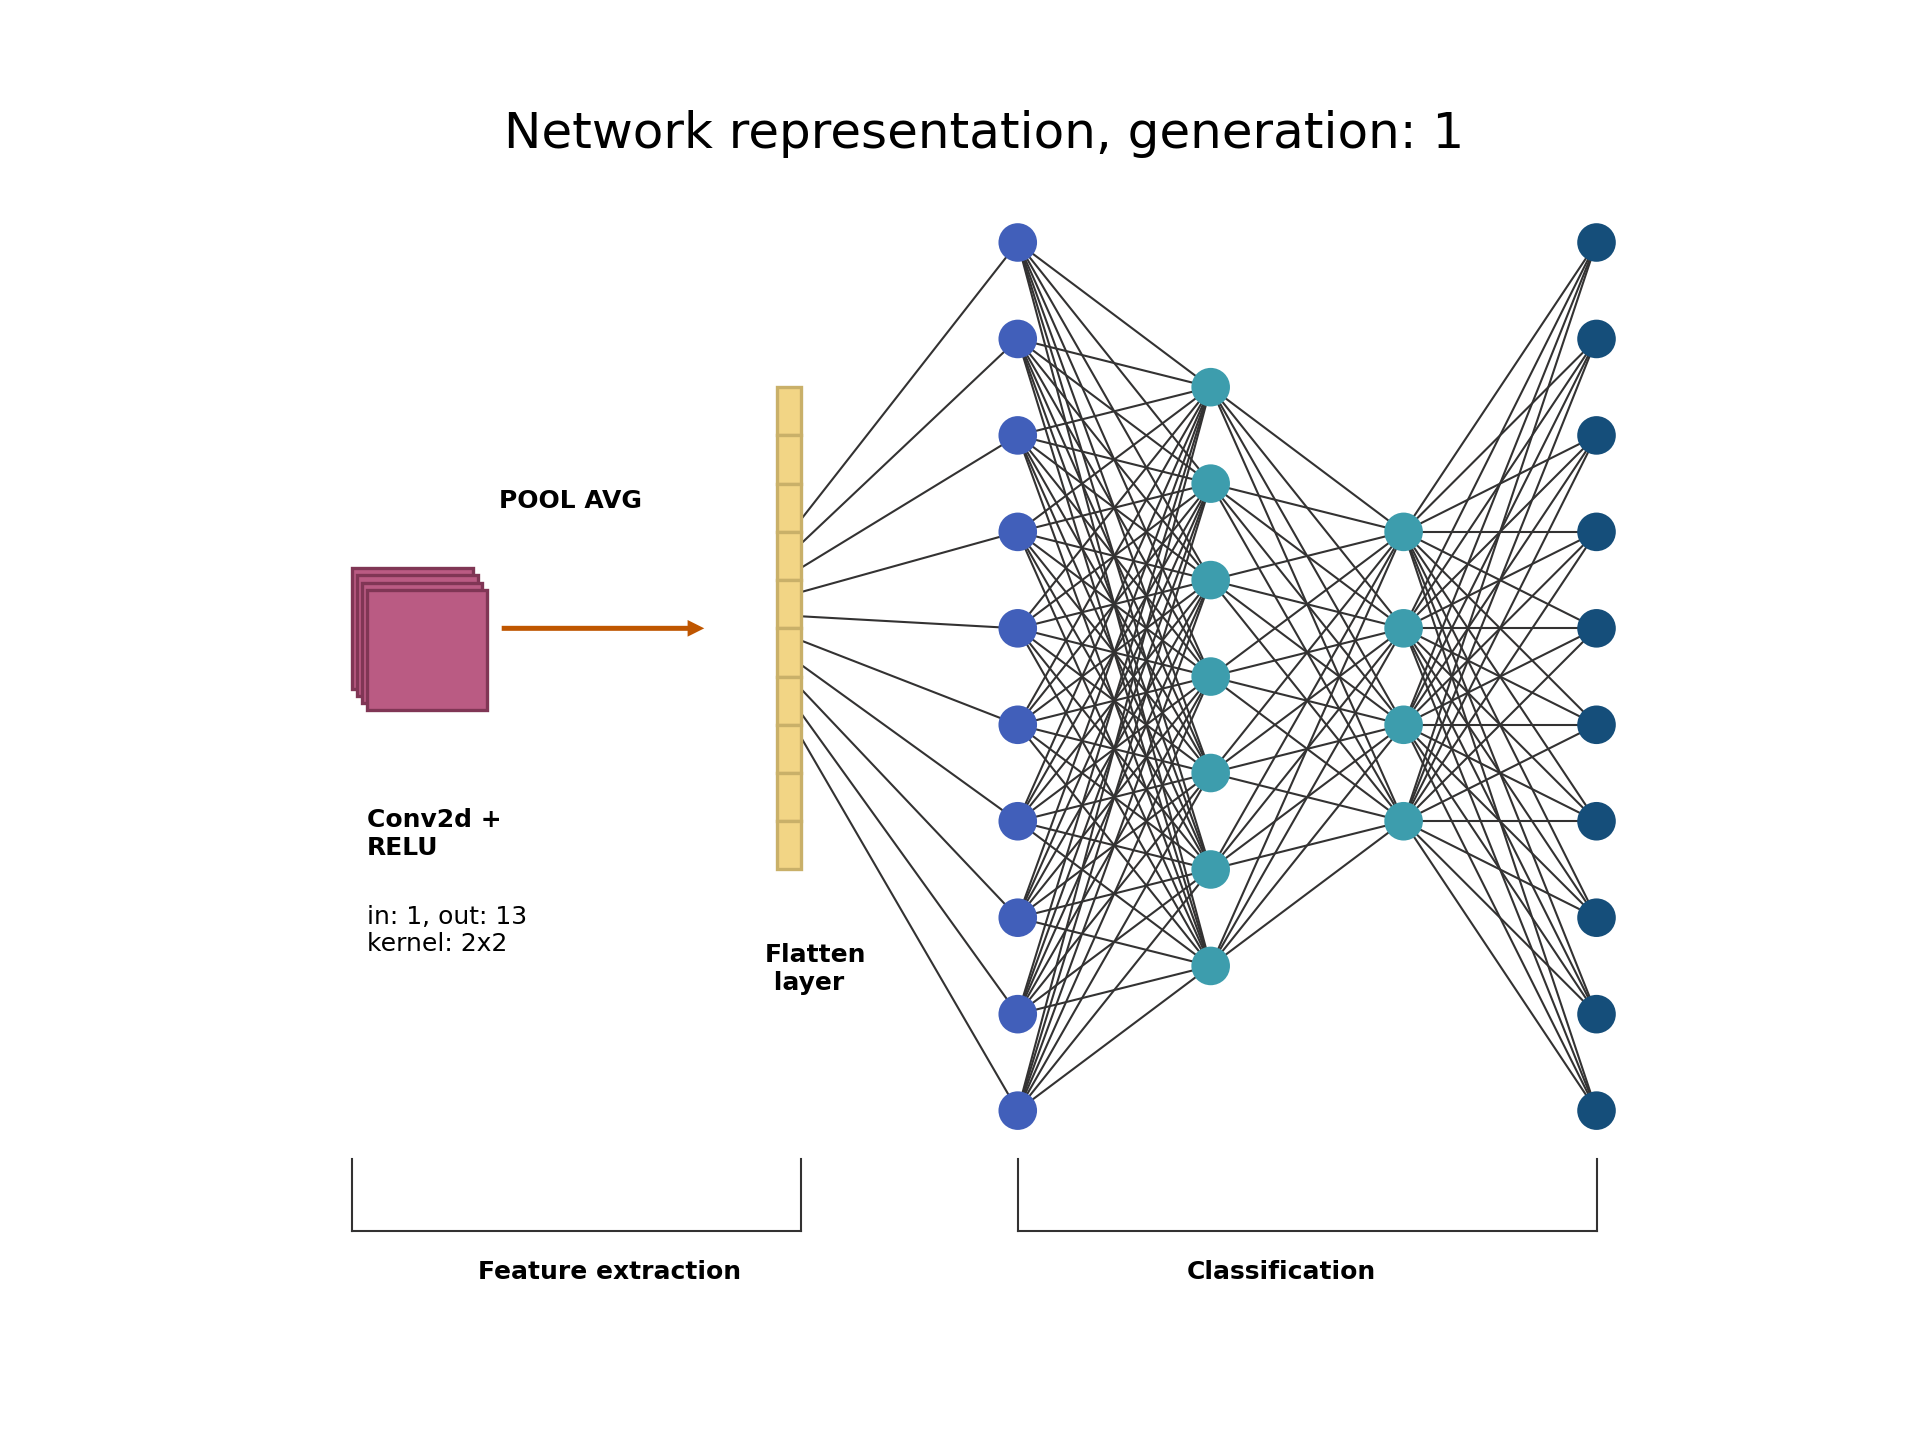 Network representation, generation: 1
POOL AVG
Conv2d +
RELU
in: 1, out: 13
kernel: 2x2
Flatten
layer
Feature extraction
Classification